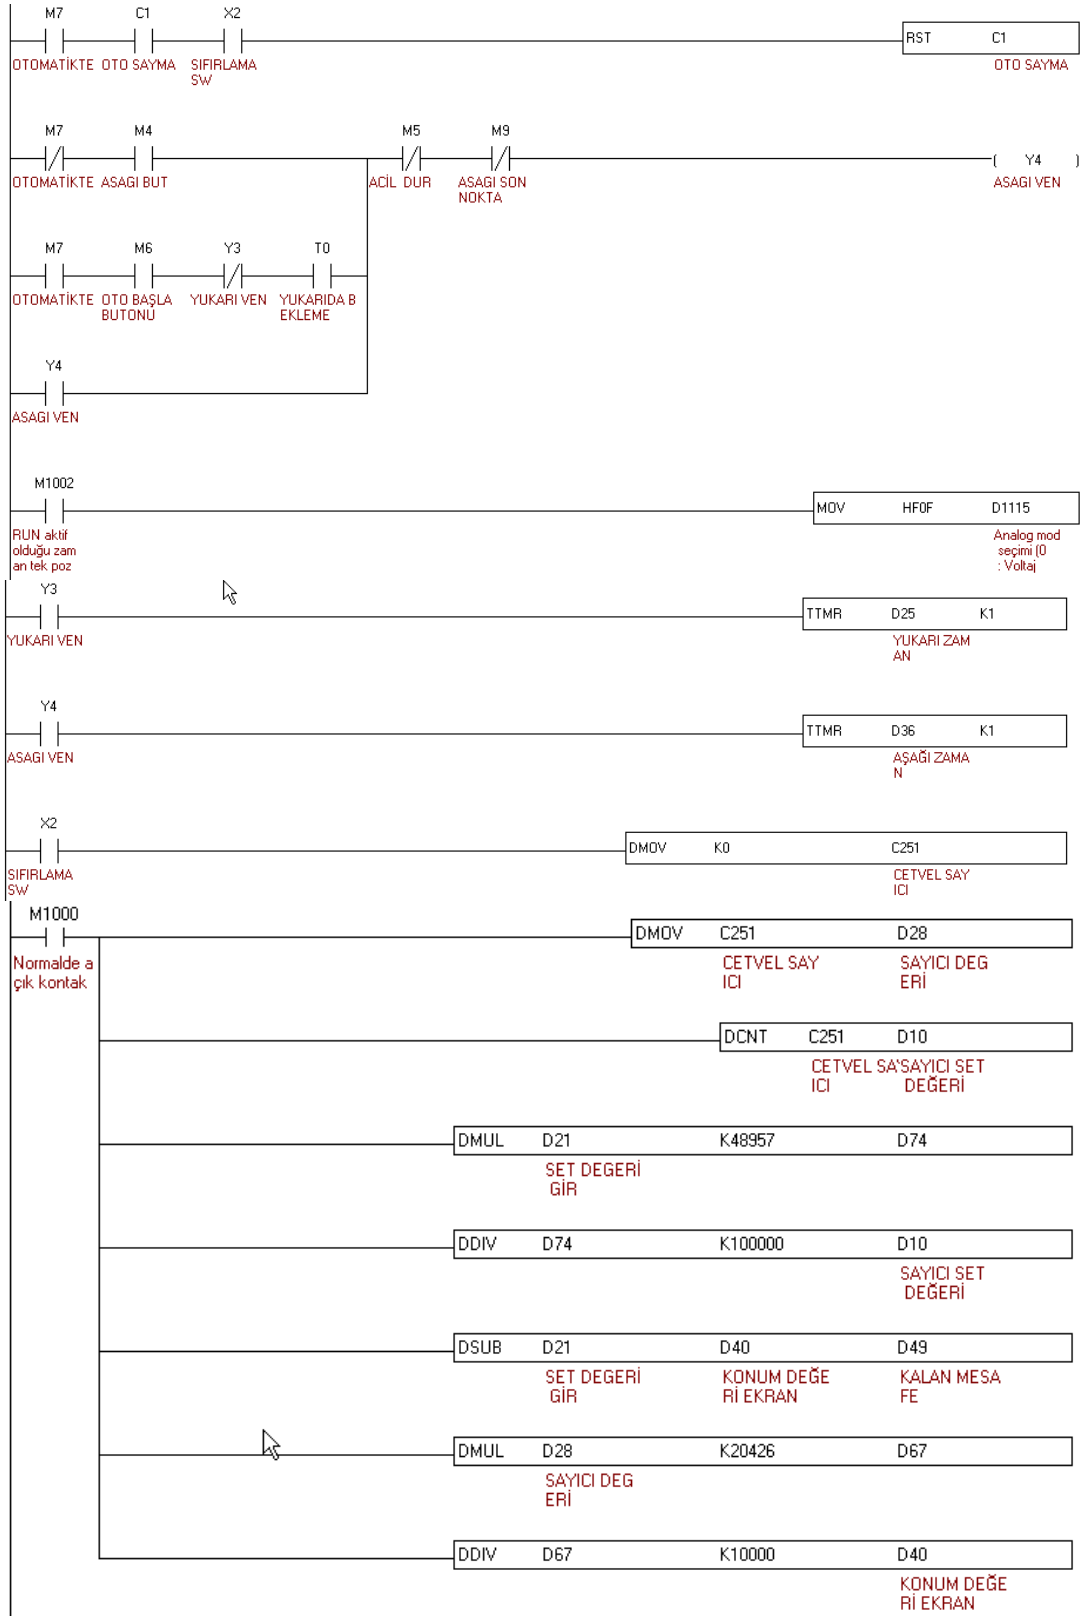 M7 C1 X2
RST C1
OTOMATİKTE OTO SAYMA SIFIRLAMA
SW
OTO SAYMA
M7 M4 M5 M9
( Y4 )
OTOMATİKTE ASAGI BUT ACİL DUR ASAGI SON
NOKTA
ASAGI VEN
M7 M6 Y3 T0
OTOMATİKTE OTO BAŞLA
BUTONU
YUKARI VEN YUKARIDA B
EKLEME
Y4
ASAGI VEN
M1002
MOV HF0F D1115
RUN aktif
olduğu zam
an tek poz
Analog mod
seçimi (0
: Voltaj
Y3
TTMR D25 K1
YUKARI VEN
YUKARI ZAM
AN
Y4
TTMR D36 K1
ASAGI VEN
AŞAĞI ZAMA
N
X2
DMOV K0 C251
SIFIRLAMA
SW
CETVEL SAY
ICI
M1000
DMOV C251 D28
Normalde a
çık kontak
CETVEL SAY
ICI
SAYICI DEG
ERİ
DCNT C251 D10
CETVEL SAY
ICI
SAYICI SET
DEĞERİ
DMUL D21 K48957 D74
SET DEGERİ
GİR
DDIV D74 K100000 D10
SAYICI SET
DEĞERİ
DSUB D21 D40 D49
SET DEGERİ
GİR
KONUM DEĞE
Rİ EKRAN
KALAN MESA
FE
DMUL D28 K20426 D67
SAYICI DEG
ERİ
DDIV D67 K10000 D40
KONUM DEĞE
Rİ EKRAN